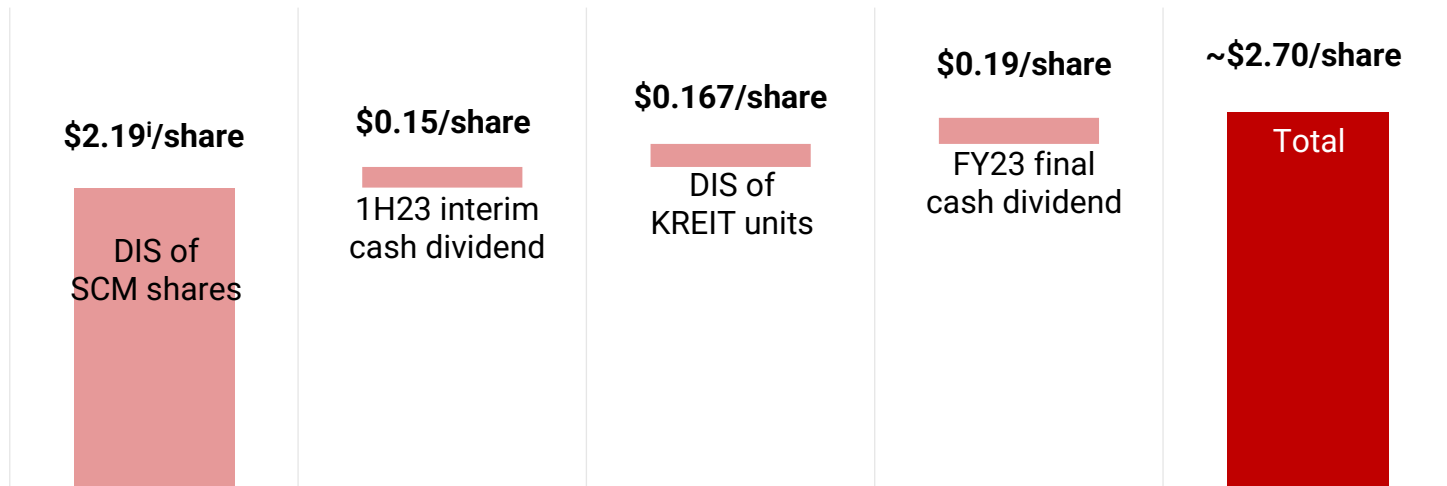 $2.19ⁱ/share
DIS of
SCM shares
$0.15/share
1H23 interim
cash dividend
$0.167/share
DIS of
KREIT units
$0.19/share
FY23 final
cash dividend
~$2.70/share
Total